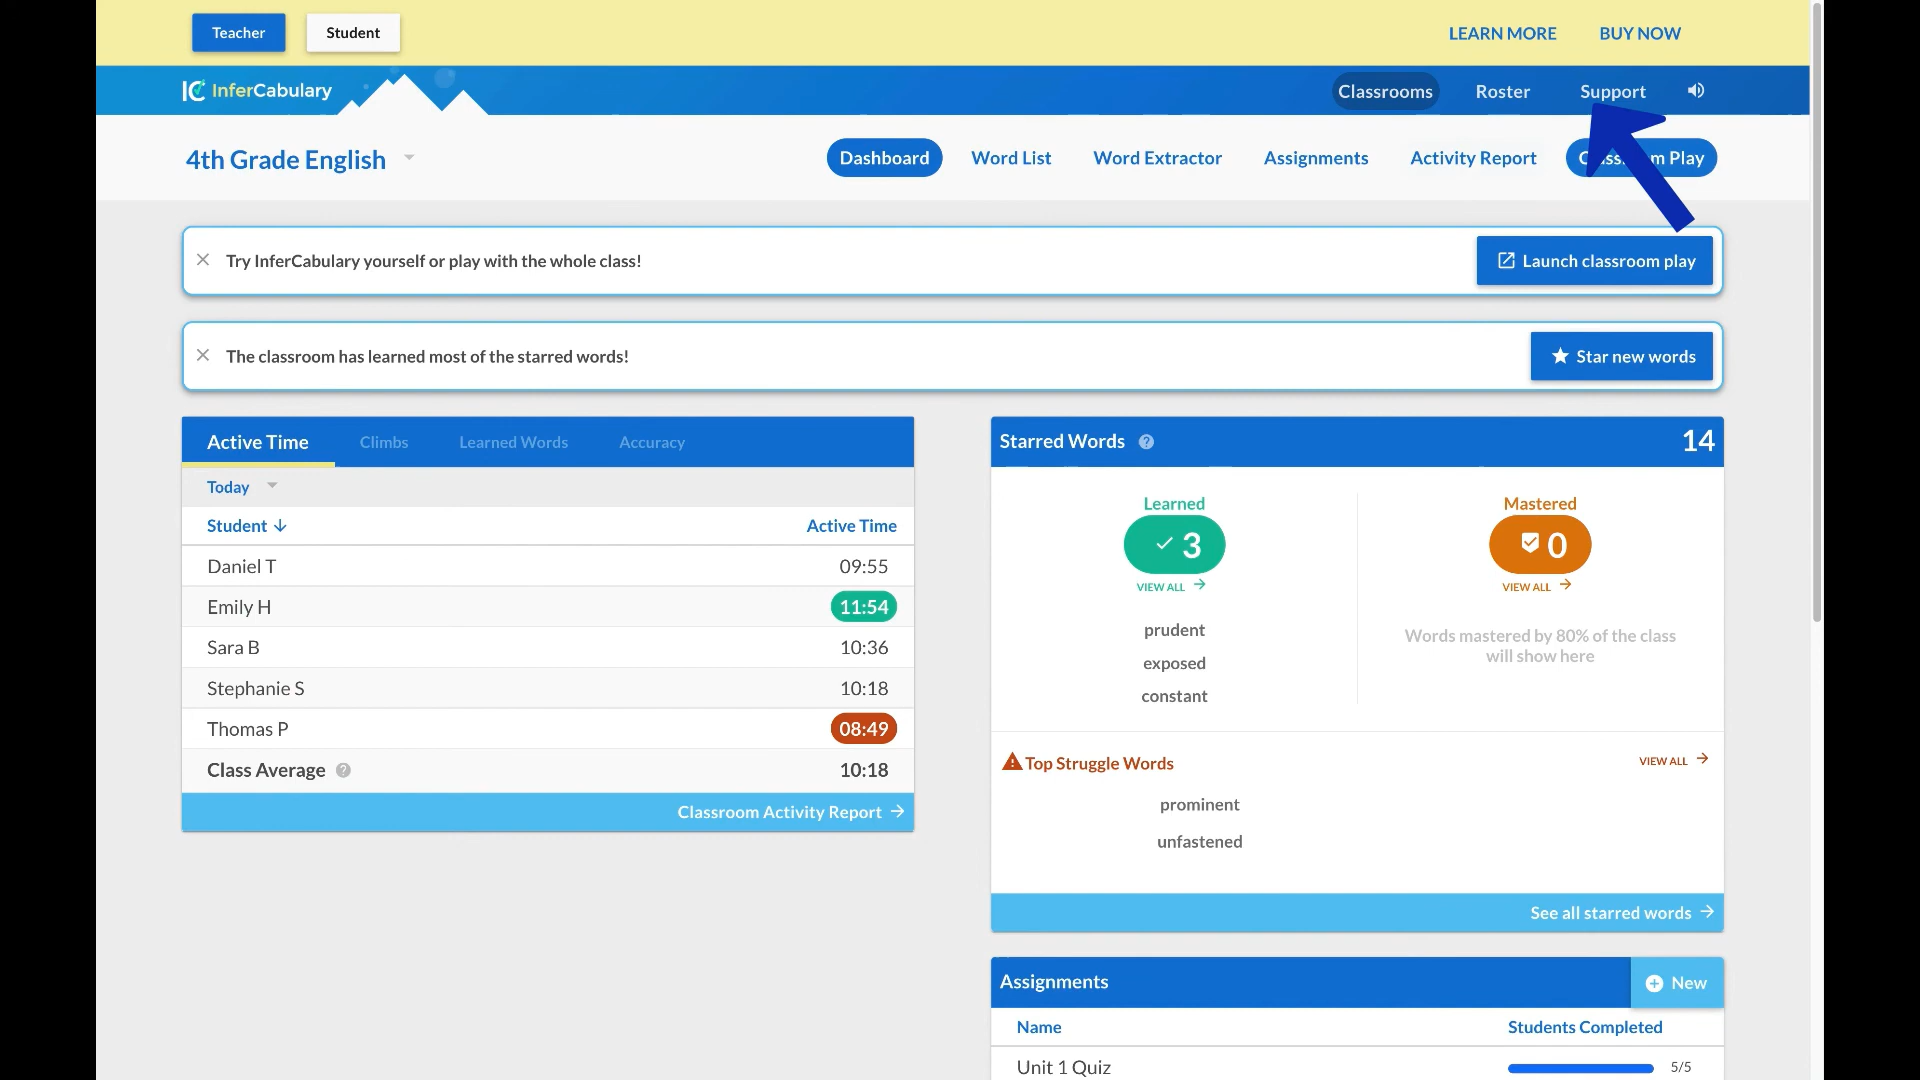 Teacher
Student
LEARN MORE
BUY NOW
IC InferCabulary
Classrooms
Roster
Support
4th Grade English
Dashboard
Word List
Word Extractor
Assignments
Activity Report
Play
Try InferCabulary yourself or play with the whole class!
Launch classroom play
The classroom has learned most of the starred words!
Star new words
Active Time
Climbs
Learned Words
Accuracy
Today
Student
Active Time
Daniel T
09:55
Emily H
11:54
Sara B
10:36
Stephanie S
10:18
Thomas P
08:49
Class Average
10:18
Classroom Activity Report
Starred Words
14
Learned
3
VIEW ALL
prudent
exposed
constant
Mastered
0
VIEW ALL
Words mastered by 80% of the class
will show here
Top Struggle Words
VIEW ALL
prominent
unfastened
See all starred words
Assignments
New
Name
Students Completed
Unit 1 Quiz
5/5